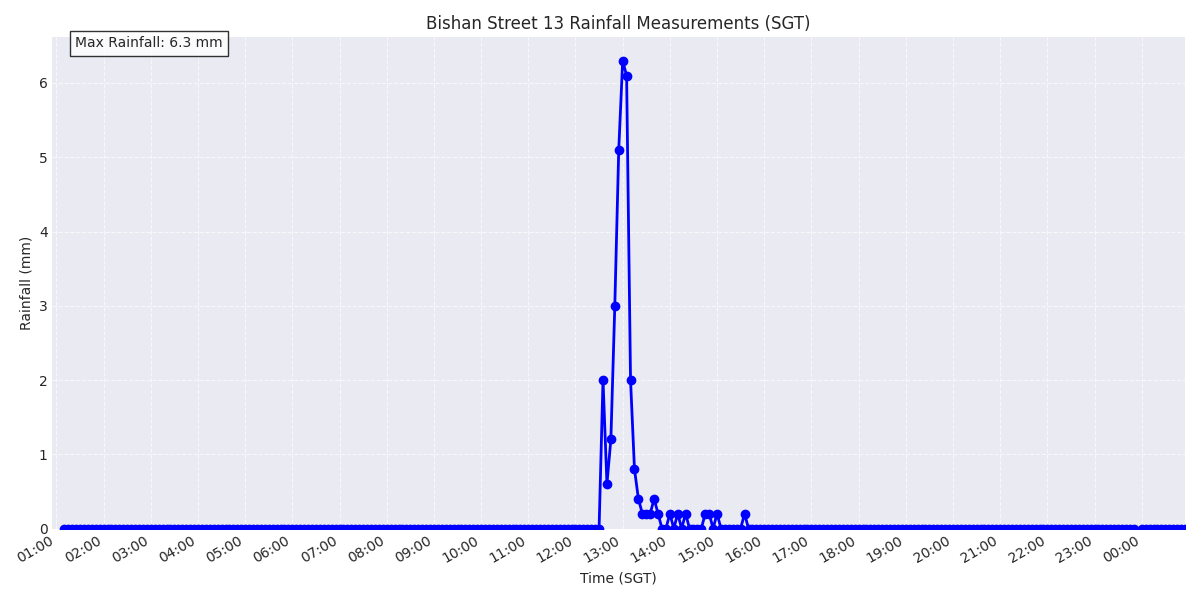 Bishan Street 13 Rainfall Measurements (SGT)
Max Rainfall: 6.3 mm
6
5
4
3
2
1
0
Rainfall (mm)
01:00 02:00 03:00 04:00 05:00 06:00 07:00 08:00 09:00 10:00 11:00 12:00 13:00 14:00 15:00 16:00 17:00 18:00 19:00 20:00 21:00 22:00 23:00 00:00
Time (SGT)